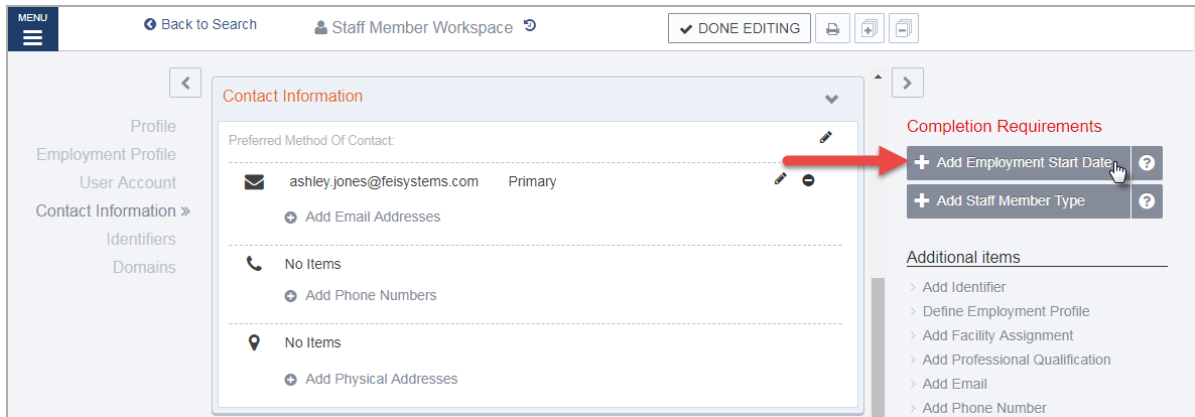 MENU
Back to Search
Staff Member Workspace
DONE EDITING
Profile
Employment Profile
User Account
Contact Information »
Identifiers
Domains
Contact Information
Preferred Method Of Contact:
ashley.jones@feisystems.com Primary
Add Email Addresses
No Items
Add Phone Numbers
No Items
Add Physical Addresses
Completion Requirements
Add Employment Start Date ?
Add Staff Member Type ?
Additional items
> Add Identifier
> Define Employment Profile
> Add Facility Assignment
> Add Professional Qualification
> Add Email
> Add Phone Number